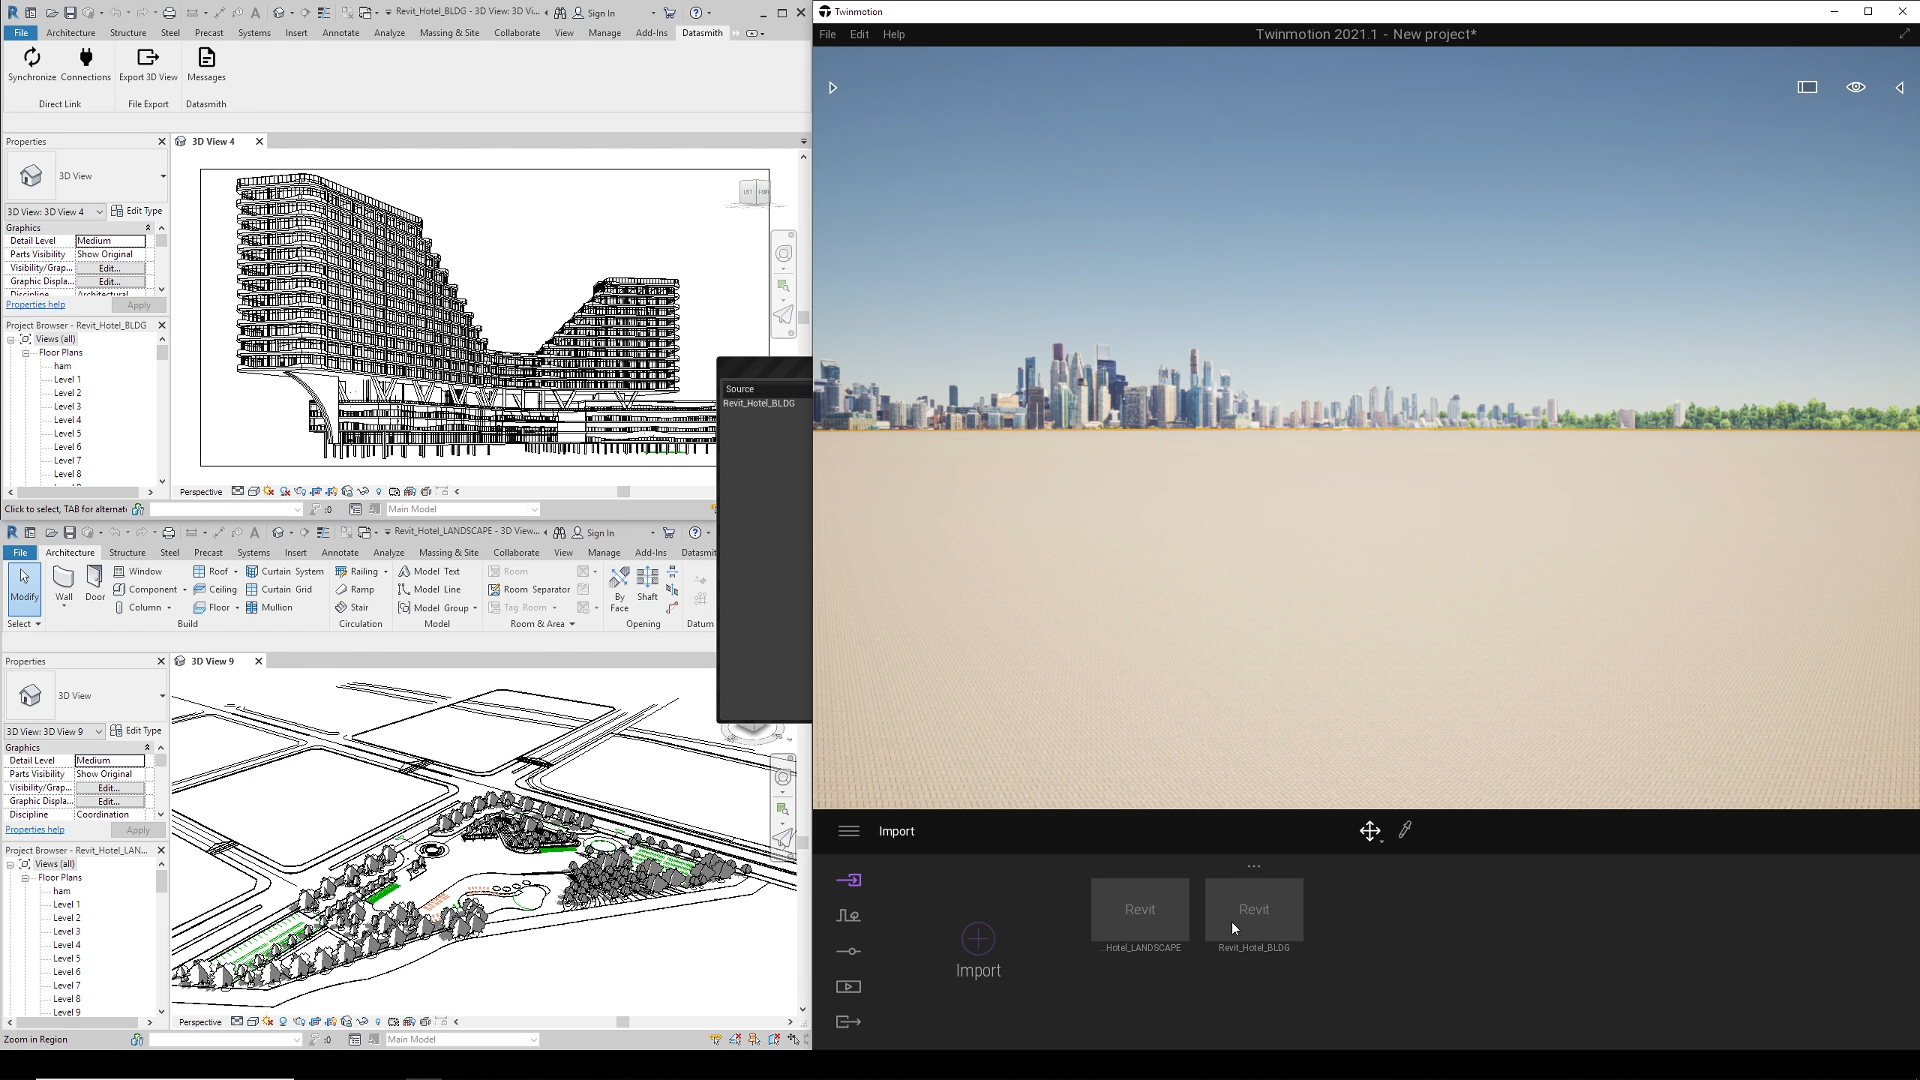 Revit_Hotel_BLDG - 3D View: 3D Vi...
Sign In
File Architecture Structure Steel Precast Systems Insert Annotate Analyze Massing & Site Collaborate View Manage Add-Ins Datasmith
Synchronize Connections Export 3D View Messages
Direct Link File Export Datasmith
Properties
3D View 4
3D View
3D View: 3D View 4
Edit Type
Graphics
Detail Level Medium
Parts Visibility Show Original
Visibility/Grap... Edit...
Graphic Displa... Edit...
Discipline Architectural
Properties help Apply
Project Browser - Revit_Hotel_BLDG
Views (all)
Floor Plans
ham
Level 1
Level 2
Level 3
Level 4
Level 5
Level 6
Level 7
Level 8
Perspective
Click to select, TAB for alternat
:0
Main Model
Source
Revit_Hotel_BLDG
Revit_Hotel_LANDSCAPE - 3D View...
Sign In
File Architecture Structure Steel Precast Systems Insert Annotate Analyze Massing & Site Collaborate View Manage Add-Ins Datasmit
Modify
Wall
Door
Window
Component
Column
Roof
Ceiling
Floor
Curtain System
Curtain Grid
Mullion
Railing
Ramp
Stair
Model Text
Model Line
Model Group
Room
Room Separator
Tag Room
By Face
Shaft
Select Build Circulation Model Room & Area Opening Datum
Properties
3D View 9
3D View
3D View: 3D View 9
Edit Type
Graphics
Detail Level Medium
Parts Visibility Show Original
Visibility/Grap... Edit...
Graphic Displa... Edit...
Discipline Coordination
Properties help Apply
Project Browser - Revit_Hotel_LAN...
Views (all)
Floor Plans
ham
Level 1
Level 2
Level 3
Level 4
Level 5
Level 6
Level 7
Level 8
Level 9
Perspective
Zoom in Region
:0
Main Model
Twinmotion
File Edit Help
Twinmotion 2021.1 - New project*
Import
Import
Revit
...Hotel_LANDSCAPE
Revit
Revit_Hotel_BLDG